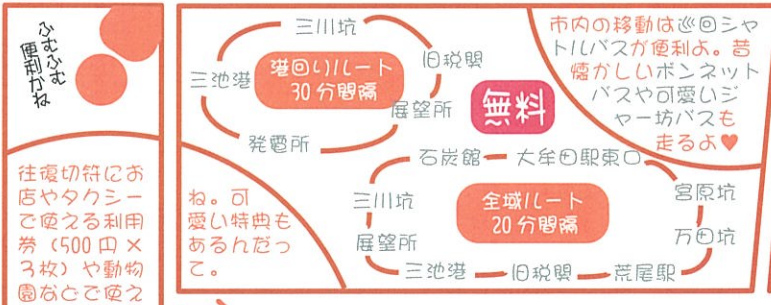 ふむふむ
便利かね
往復切符にお
店やタクシー
で使える利用
券（500円×
3枚）や動物
園などで使え
三川坑
旧税関
展望所
発電所
三池港
港回りルート
30分間隔
無料
市内の移動は巡回シャ
トルバスが便利よ。昔
懐かしいボンネット
バスや可愛いジ
ャー坊バスも
走るよ♥
ね。可
愛い特典も
あるんだっ
て。
石炭館
大牟田駅東口
宮原坑
万田坑
荒尾駅
旧税関
三池港
展望所
三川坑
全域ルート
20分間隔